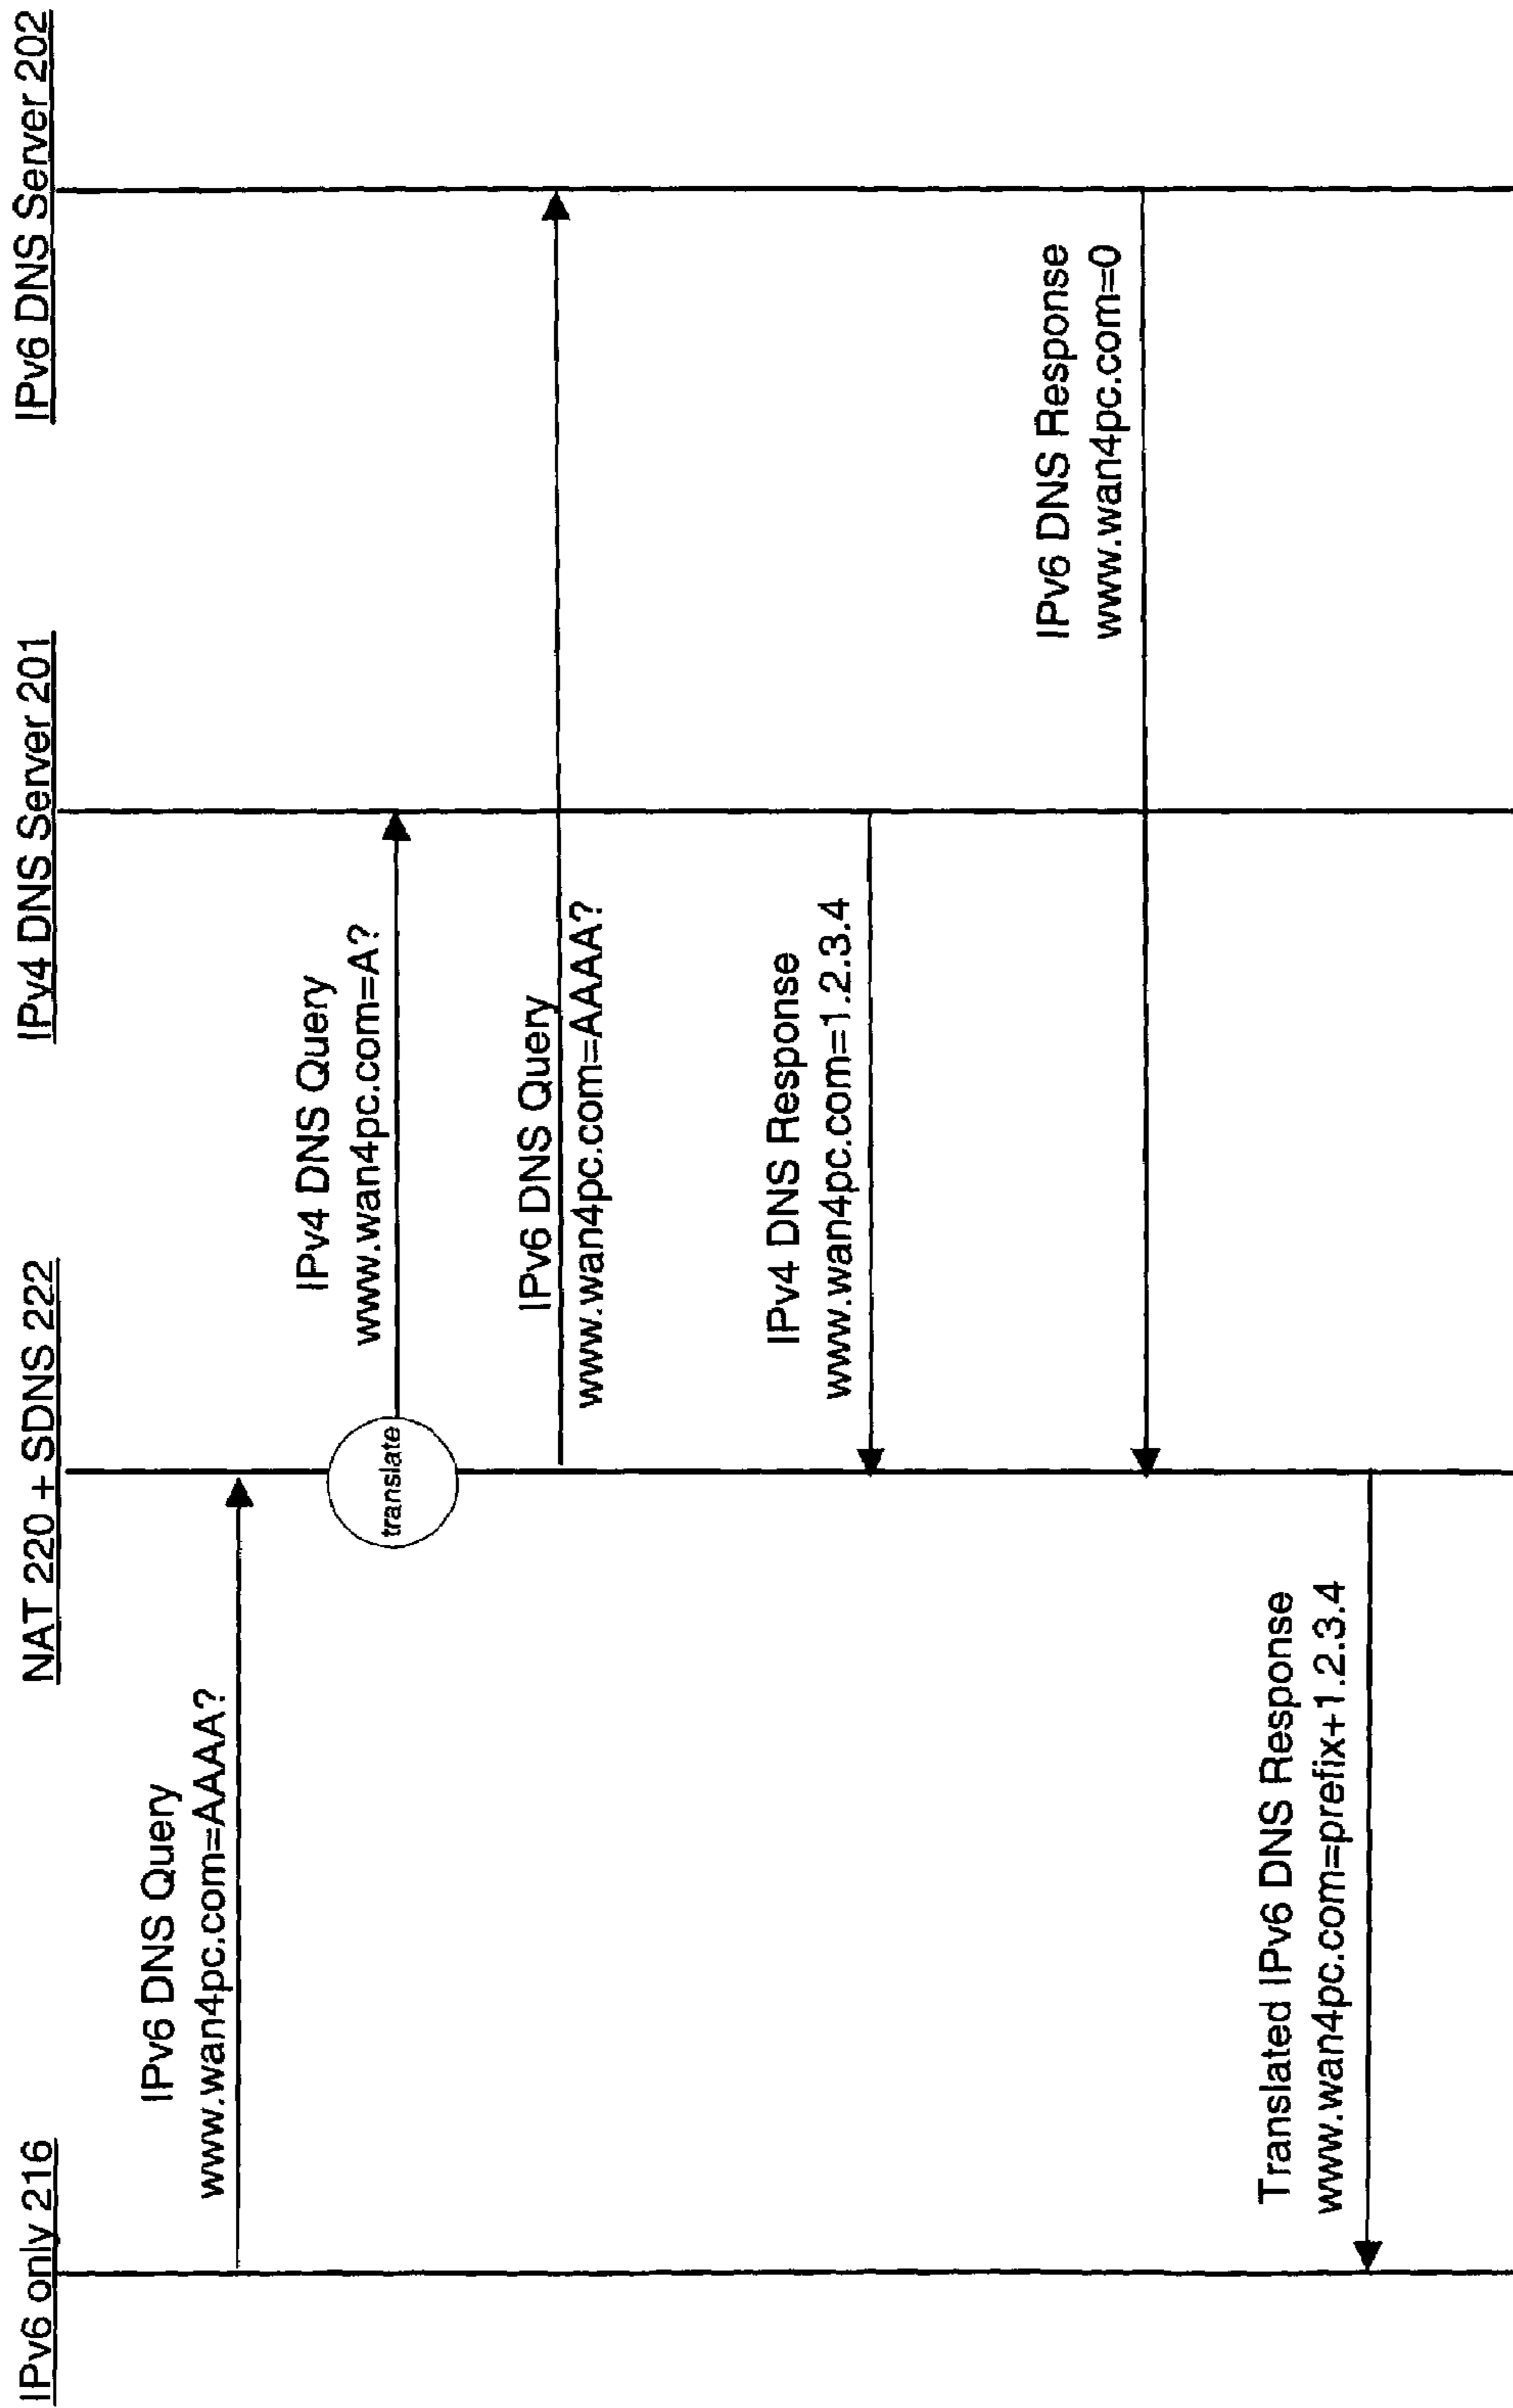 IPv6 only 216
NAT 220 + SDNS 222
IPv4 DNS Server 201
IPv6 DNS Server 202
IPv6 DNS Query
www.wan4pc.com=AAAA?
translate
IPv4 DNS Query
www.wan4pc.com=A?
IPv6 DNS Query
www.wan4pc.com=AAAA?
IPv4 DNS Response
www.wan4pc.com=1.2.3.4
IPv6 DNS Response
www.wan4pc.com=0
Translated IPv6 DNS Response
www.wan4pc.com=prefix+1.2.3.4